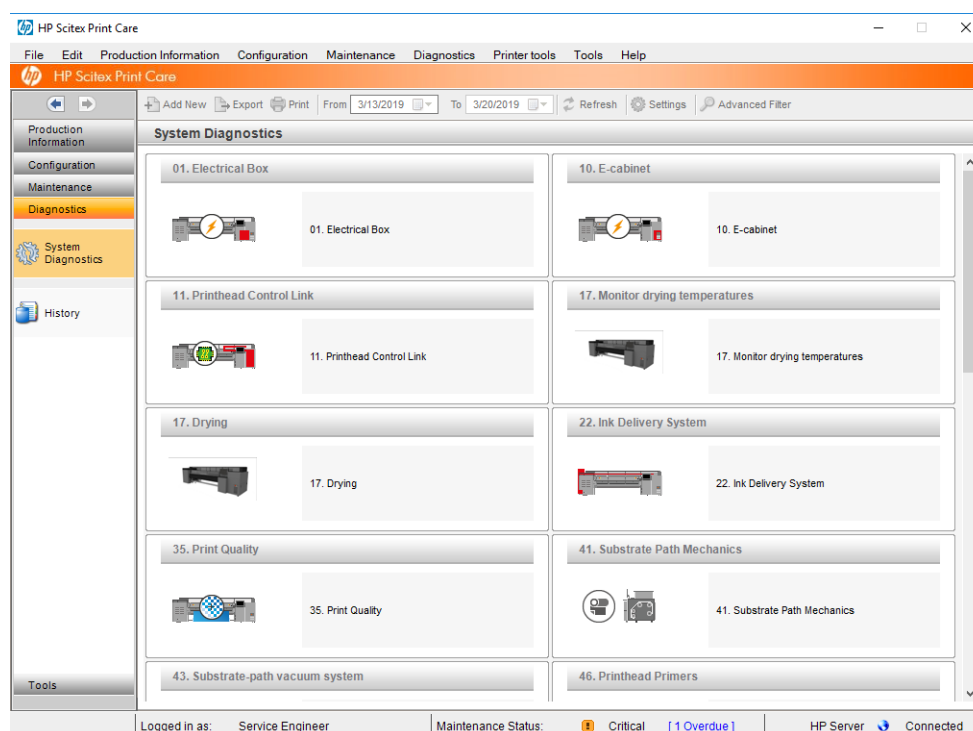 HP Scitex Print Care
File Edit Production Information Configuration Maintenance Diagnostics Printer tools Tools Help
hp HP Scitex Print Care
Add New Export Print From 3/13/2019 To 3/20/2019 Refresh Settings Advanced Filter
Production
Information
Configuration
Maintenance
Diagnostics
System
Diagnostics
History
Tools
System Diagnostics
01. Electrical Box
01. Electrical Box
10. E-cabinet
10. E-cabinet
11. Printhead Control Link
11. Printhead Control Link
17. Monitor drying temperatures
17. Monitor drying temperatures
17. Drying
17. Drying
22. Ink Delivery System
22. Ink Delivery System
35. Print Quality
35. Print Quality
41. Substrate Path Mechanics
41. Substrate Path Mechanics
43. Substrate-path vacuum system
46. Printhead Primers
Logged in as: Service Engineer Maintenance Status: Critical [ 1 Overdue ] HP Server Connected